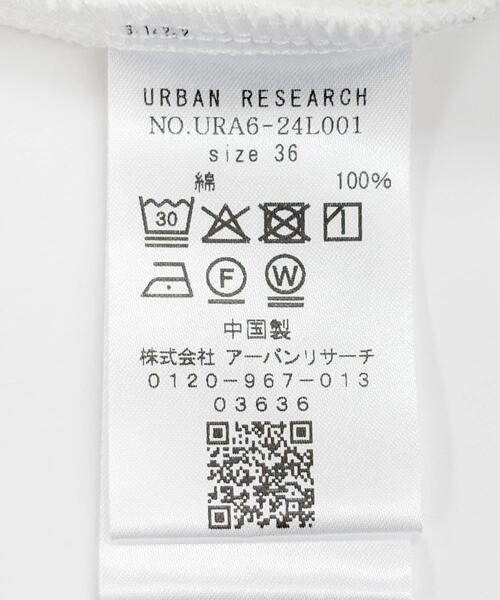 URBAN RESEARCH
NO.URA6-24L001
size 36
綿 100%
30
F W
中国製
株式会社 アーバンリサーチ
0120-967-013
03636